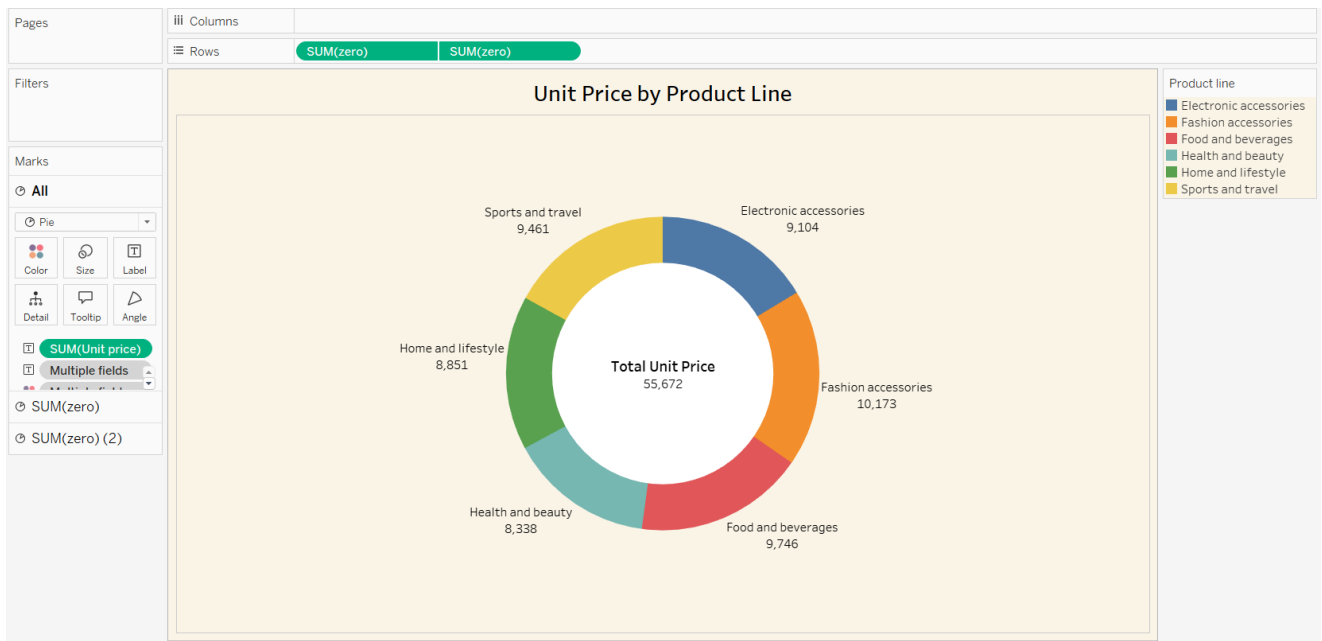 Pages
Columns
Rows
SUM(zero)
SUM(zero)
Filters
Marks
All
Pie
Color
Size
Label
Detail
Tooltip
Angle
SUM(Unit price)
Multiple fields
SUM(zero)
SUM(zero) (2)
Unit Price by Product Line
Sports and travel
9,461
Electronic accessories
9,104
Home and lifestyle
8,851
Total Unit Price
55,672
Fashion accessories
10,173
Health and beauty
8,338
Food and beverages
9,746
Product line
Electronic accessories
Fashion accessories
Food and beverages
Health and beauty
Home and lifestyle
Sports and travel